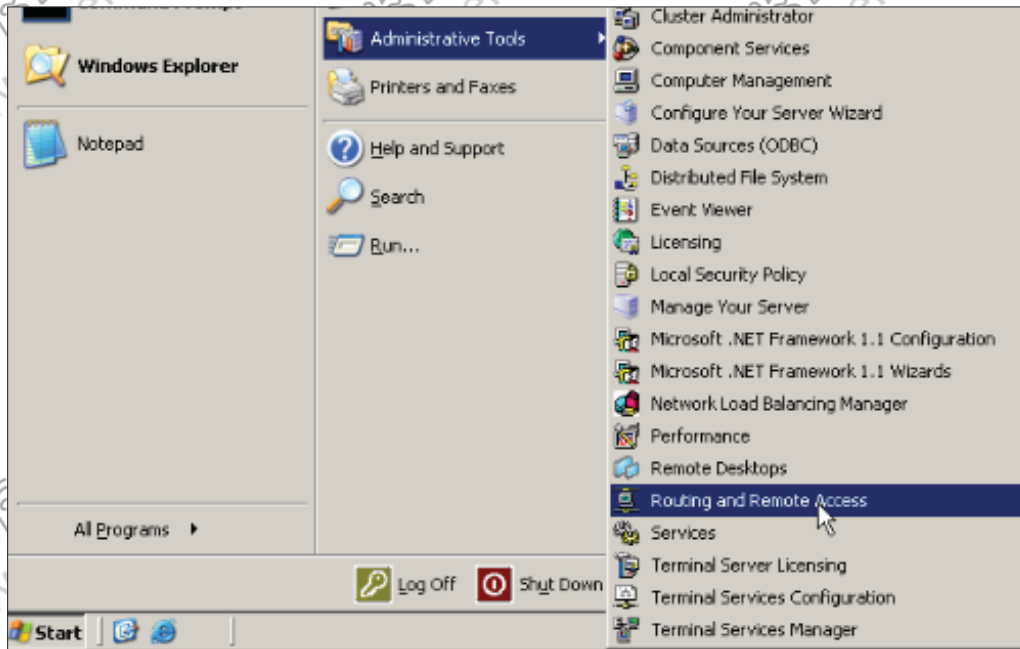 Command Prompt
Windows Explorer
Notepad
All Programs
Administrative Tools
Printers and Faxes
Help and Support
Search
Run...
Log Off
Shut Down
Start
Cluster Administrator
Component Services
Computer Management
Configure Your Server Wizard
Data Sources (ODBC)
Distributed File System
Event Viewer
Licensing
Local Security Policy
Manage Your Server
Microsoft .NET Framework 1.1 Configuration
Microsoft .NET Framework 1.1 Wizards
Network Load Balancing Manager
Performance
Remote Desktops
Routing and Remote Access
Services
Terminal Server Licensing
Terminal Services Configuration
Terminal Services Manager